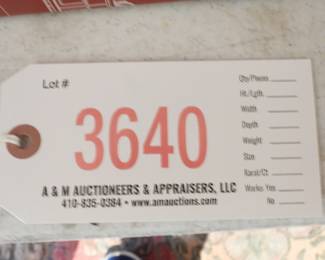 Lot #
3640
A & M AUCTIONEERS & APPRAISERS, LLC
410-835-0384 • www.amauctions.com
Qty/Pieces
Ht./Lgth.
Width
Depth
Weight
Size
Karat/Ct
Works Yes
No